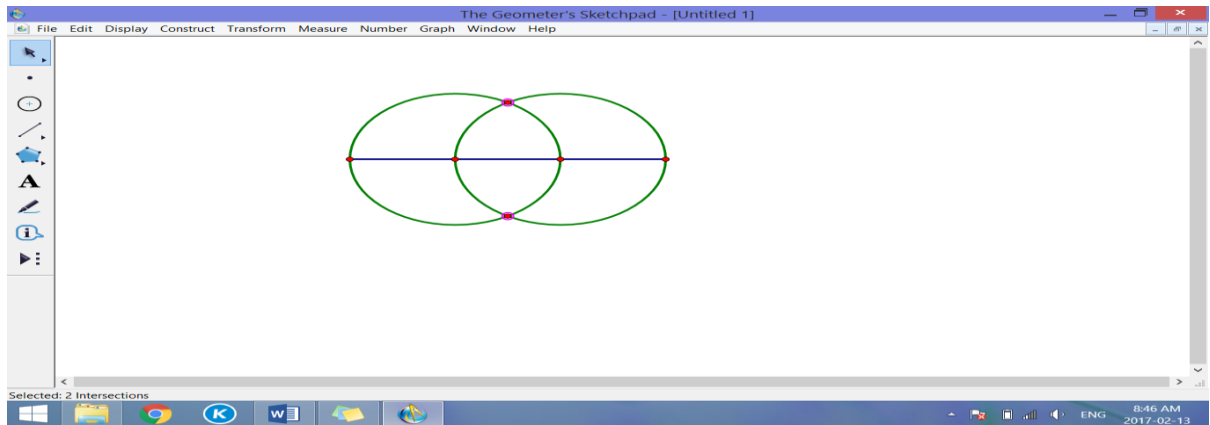 The Geometer's Sketchpad - [Untitled 1]
File Edit Display Construct Transform Measure Number Graph Window Help
A
Selected: 2 Intersections
K
W
ENG
8:46 AM
2017-02-13